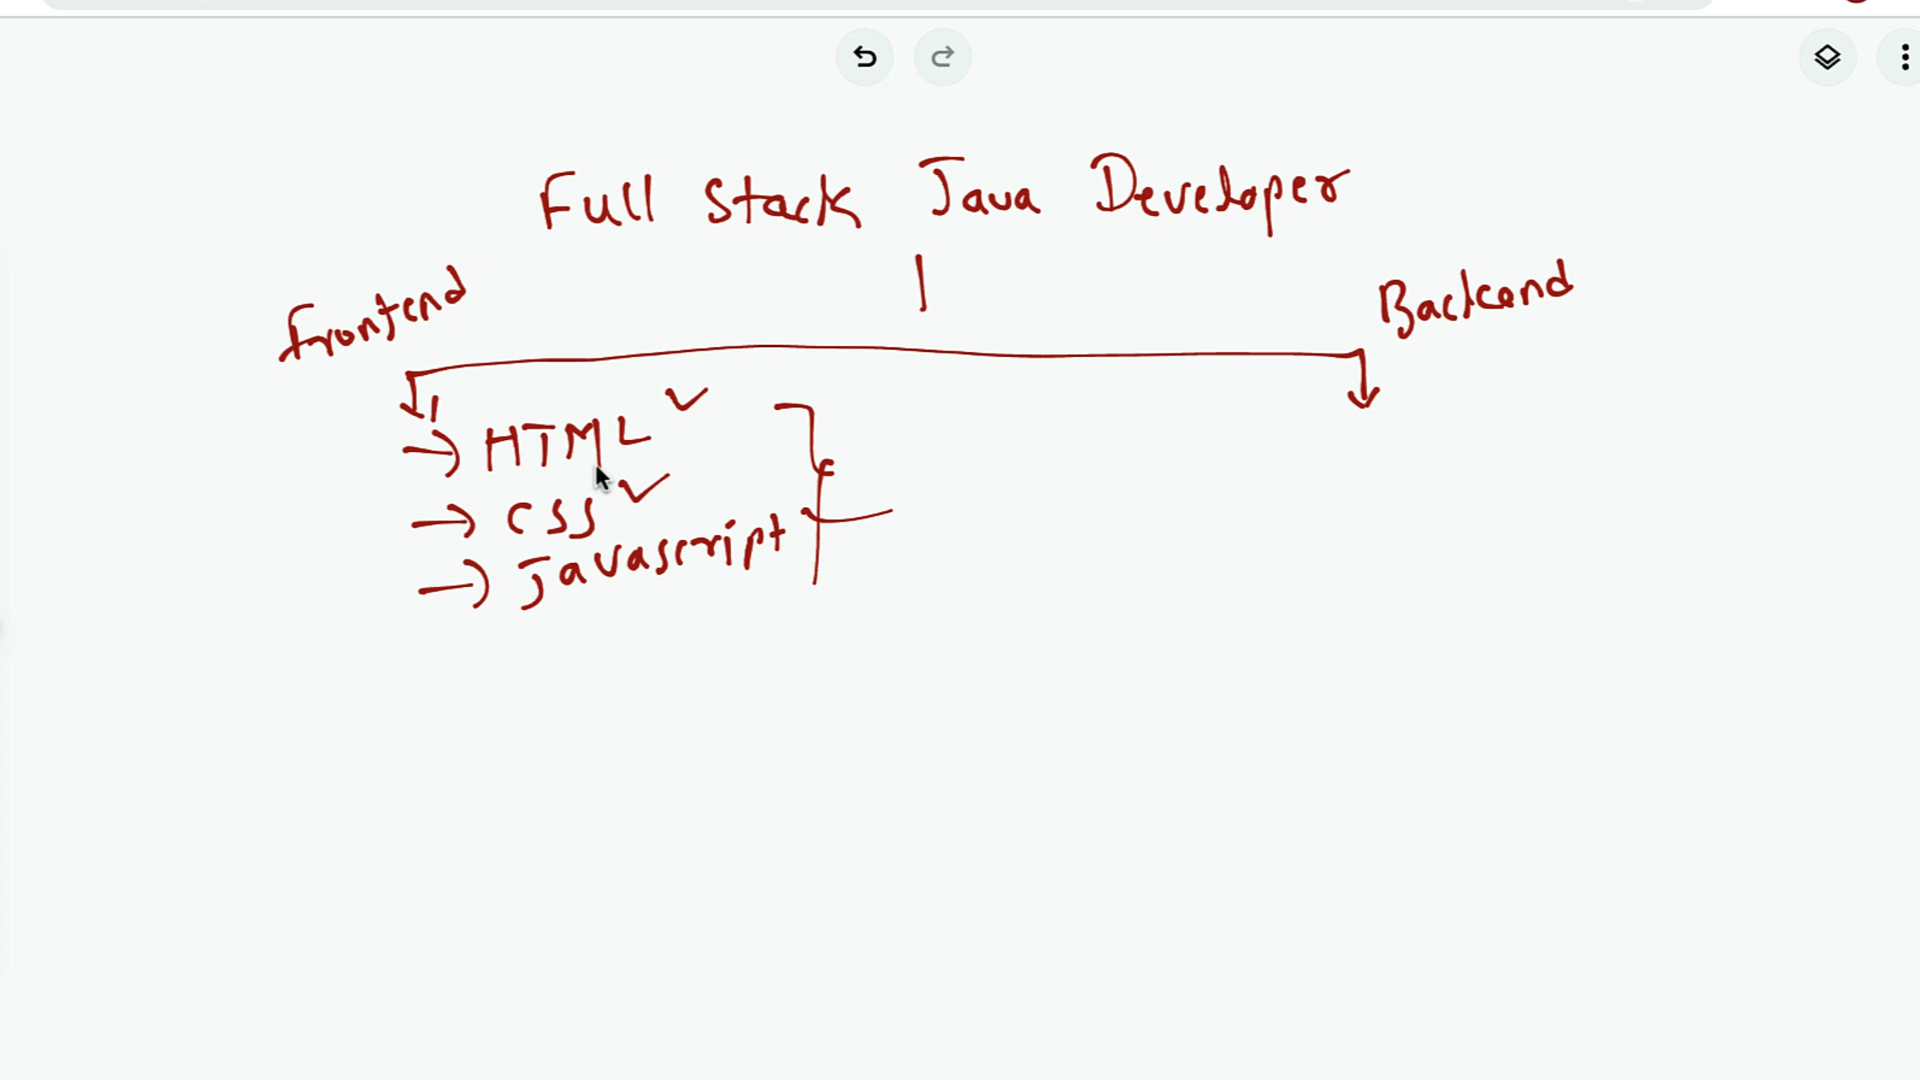 Full Stack Java Developer
Frontend
Backend
→ HTML ✓
→ CSS ✓
→ Javascript